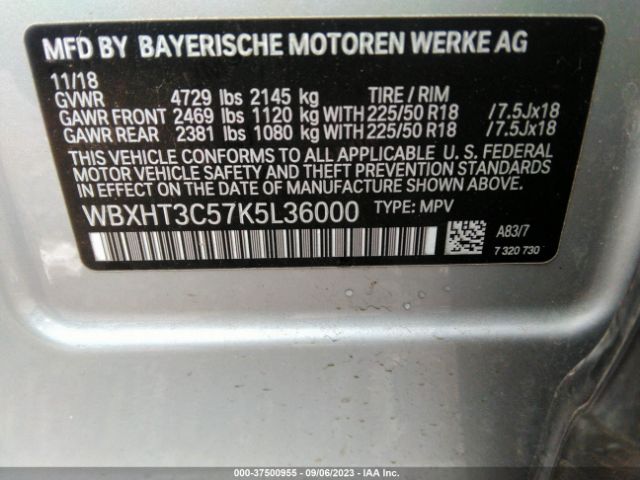 MFD BY BAYERISCHE MOTOREN WERKE AG
11/18
GVWR 4729 lbs 2145 kg TIRE / RIM
GAWR FRONT 2469 lbs 1120 kg WITH 225/50 R18 /7.5Jx18
GAWR REAR 2381 lbs 1080 kg WITH 225/50 R18 /7.5Jx18
THIS VEHICLE CONFORMS TO ALL APPLICABLE U. S. FEDERAL
MOTOR VEHICLE SAFETY AND THEFT PREVENTION STANDARDS
IN EFFECT ON THE DATE OF MANUFACTURE SHOWN ABOVE.
WBXHT3C57K5L36000 TYPE: MPV
A83/7
7 320 730
000-37500955 - 09/06/2023 - IAAI.COM